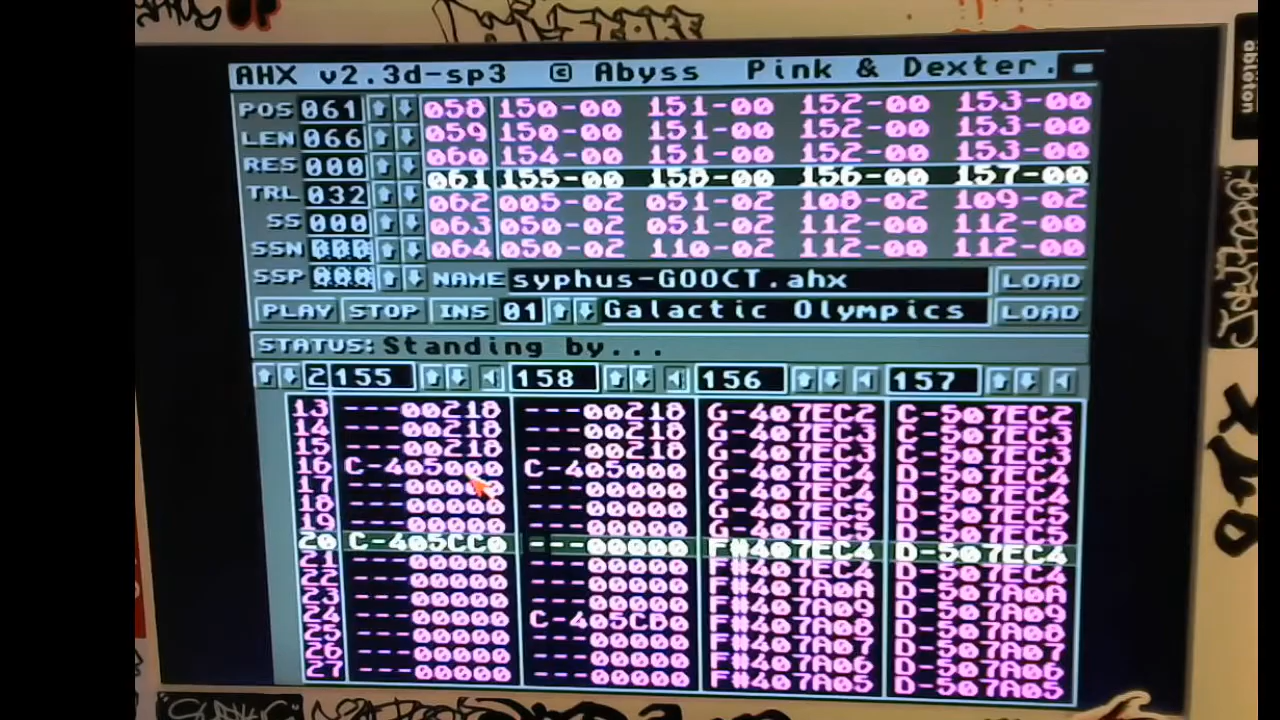 AHX v2.3d-sp3 © Abyss Pink & Dexter.
POS 061 058 150-00 151-00 152-00 153-00
LEN 066 059 150-00 151-00 152-00 153-00
RES 000 060 154-00 151-00 152-00 153-00
061 155-00 158-00 156-00 157-00
TRL 032 062 005-02 051-02 108-02 109-02
SS 000 063 050-02 051-02 112-00 112-00
SSN 000 064 050-02 110-02 112-00 112-00
SSP 000 NAME syphus-GOOCT.ahx LOAD
PLAY STOP INS 01 Galactic Olympics LOAD
STATUS: Standing by...
2 155 158 156 157
13 ---00218 ---00218 G-407EC2 C-507EC2
14 ---00218 ---00218 G-407EC3 C-507EC3
15 ---00218 ---00218 G-407EC3 C-507EC3
16 C-405000 C-405000 G-407EC4 D-507EC4
17 ---00000 ---00000 G-407EC4 D-507EC4
18 ---00000 ---00000 G-407EC5 D-507EC5
19 ---00000 ---00000 G-407EC5 D-507EC5
20 C-405CC0 ---00000 F#407EC4 D-507EC4
21 ---00000 ---00000 F#407EC4 D-507EC4
22 ---00000 ---00000 F#407A0A D-507A0A
23 ---00000 ---00000 F#407A09 D-507A09
24 ---00000 C-405CB0 F#407A08 D-507A08
25 ---00000 ---00000 F#407A07 D-507A07
26 ---00000 ---00000 F#407A06 D-507A06
27 ---00000 ---00000 F#407A05 D-507A05
ableton